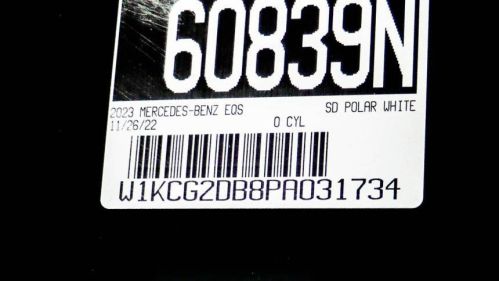 60839N
2023 MERCEDES-BENZ EQS SD POLAR WHITE
11/26/22 0 CYL
W1KCG2DB8PA031734